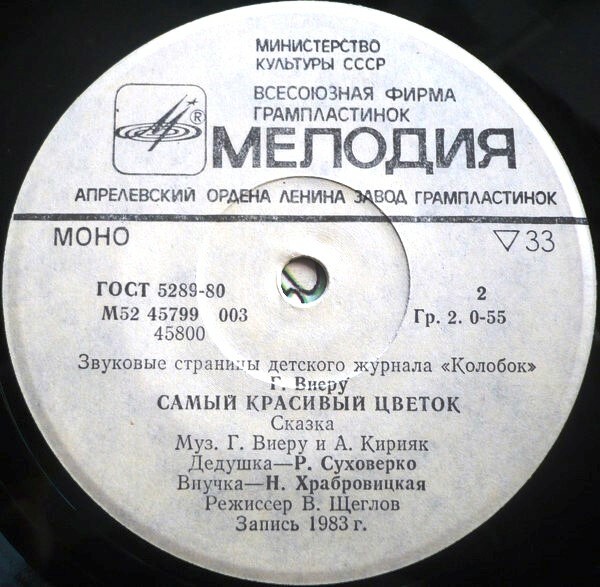 МИНИСТЕРСТВО
КУЛЬТУРЫ СССР
ВСЕСОЮЗНАЯ ФИРМА
ГРАМПЛАСТИНОК
® МЕЛОДИЯ
АПРЕЛЕВСКИЙ ОРДЕНА ЛЕНИНА ЗАВОД ГРАМПЛАСТИНОК
МОНО ▽ 33
ГОСТ 5289-80 2
М52 45799 003 Гр. 2. 0-55
45800
Звуковые страницы детского журнала «Колобок»
Г. Виеру
САМЫЙ КРАСИВЫЙ ЦВЕТОК
Сказка
Муз. Г. Виеру и А. Кирияк
Дедушка—Р. Суховерко
Внучка—Н. Храбровицкая
Режиссер В. Щеглов
Запись 1983 г.